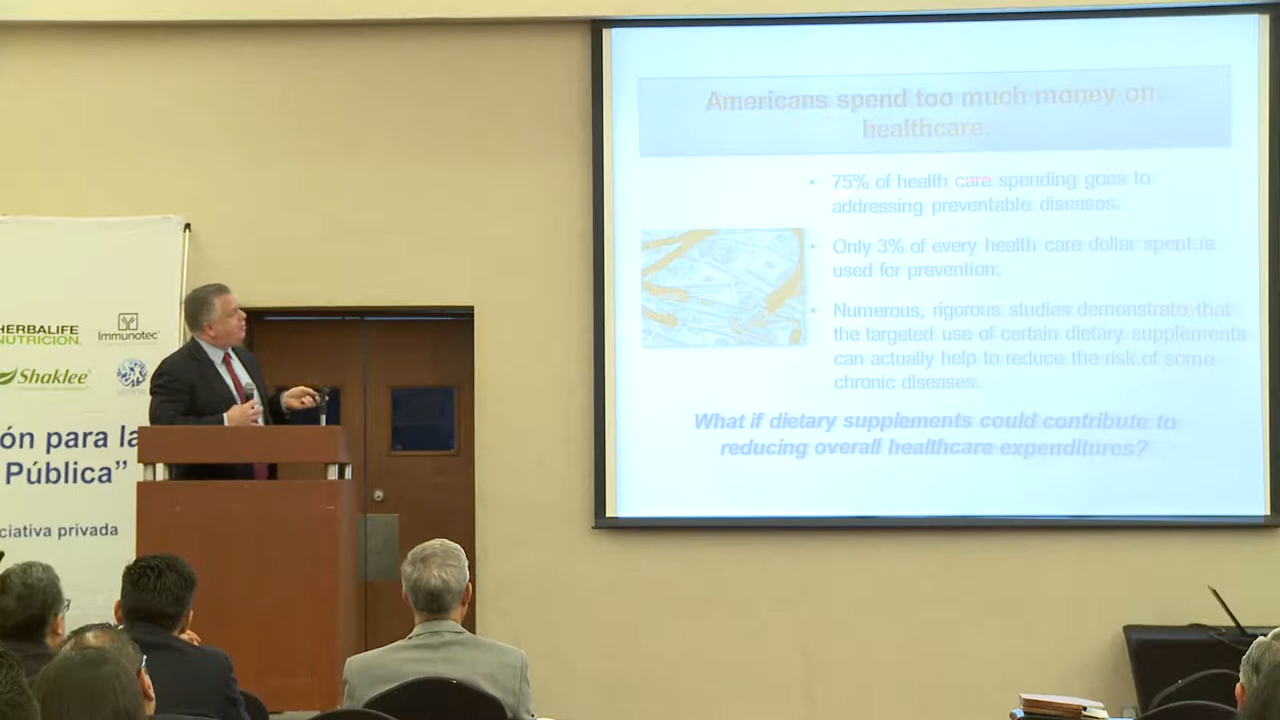 Americans spend too much money on
healthcare.
• 75% of health care spending goes to
addressing preventable diseases.
• Only 3% of every health care dollar spent is
used for prevention.
• Numerous, rigorous studies demonstrate that
the targeted use of certain dietary supplements
can actually help to reduce the risk of some
chronic diseases.
What if dietary supplements could contribute to
reducing overall healthcare expenditures?
HERBALIFE
NUTRICIÓN.
Immunotec
Shaklee
ón para la
Pública”
ciativa privada